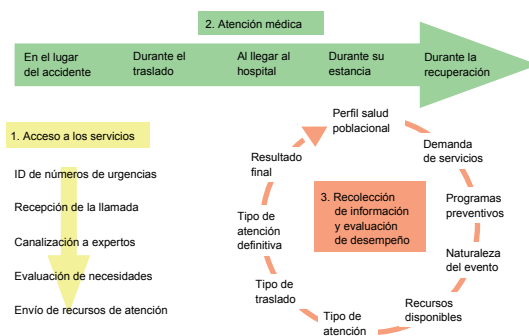 2. Atención médica
En el lugar
del accidente
Durante el
traslado
Al llegar al
hospital
Durante su
estancia
Durante la
recuperación
1. Acceso a los servicios
ID de números de urgencias
Recepción de la llamada
Canalización a expertos
Evaluación de necesidades
Envío de recursos de atención
Perfil salud
poblacional
Demanda
de servicios
Programas
preventivos
Naturaleza
del evento
Recursos
disponibles
Tipo de
atención
Tipo de
traslado
Tipo de
atención
definitiva
Resultado
final
3. Recolección
de información
y evaluación
de desempeño